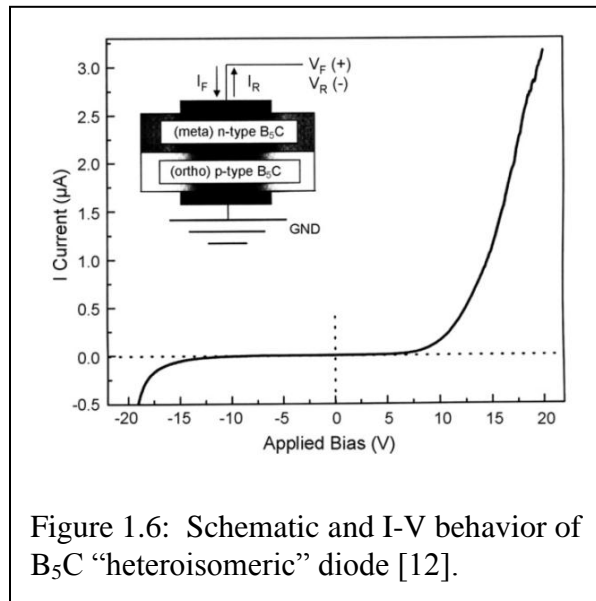 3.0
2.5
2.0
1.5
1.0
0.5
0.0
-0.5
I Current (µA)
I_F
I_R
V_F (+)
V_R (-)
(meta) n-type B₅C
(ortho) p-type B₅C
GND
-20 -15 -10 -5 0 5 10 15 20
Applied Bias (V)
Figure 1.6: Schematic and I-V behavior of
B₅C “heteroisomeric” diode [12].